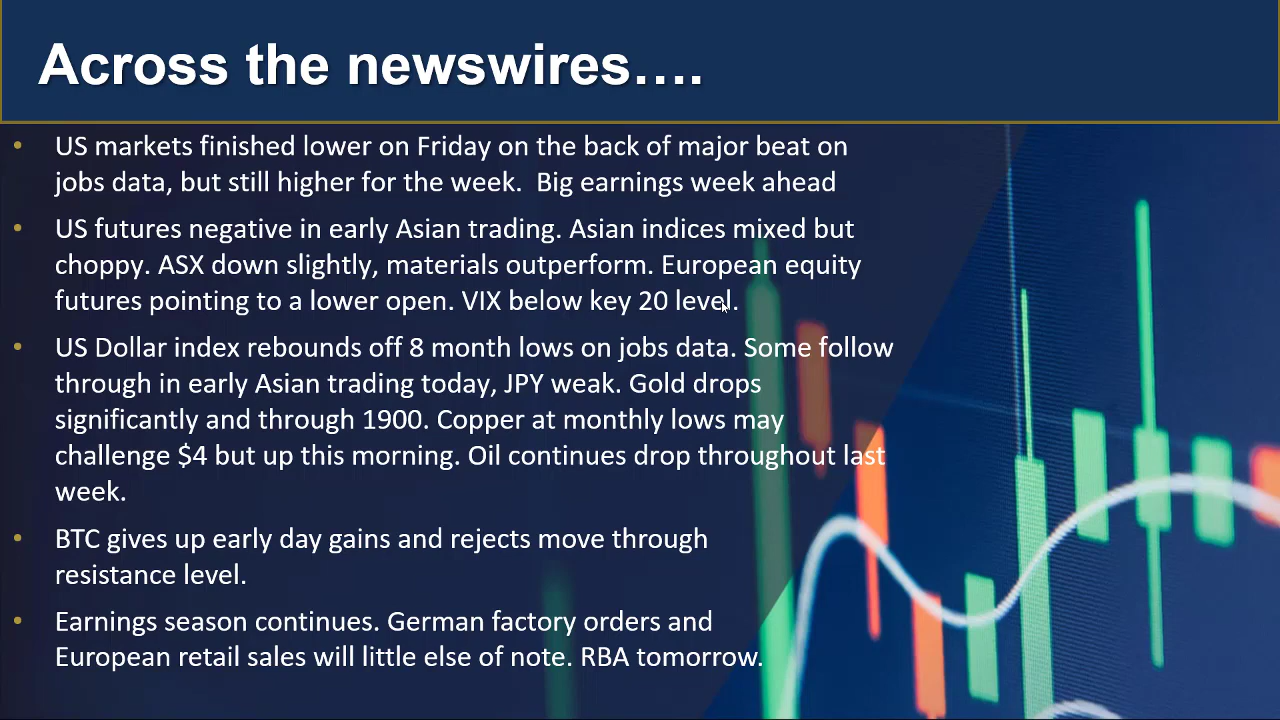 Across the newswires….
• US markets finished lower on Friday on the back of major beat on
jobs data, but still higher for the week.  Big earnings week ahead
• US futures negative in early Asian trading. Asian indices mixed but
choppy. ASX down slightly, materials outperform. European equity
futures pointing to a lower open. VIX below key 20 level.
• US Dollar index rebounds off 8 month lows on jobs data. Some follow
through in early Asian trading today, JPY weak. Gold drops
significantly and through 1900. Copper at monthly lows may
challenge $4 but up this morning. Oil continues drop throughout last
week.
• BTC gives up early day gains and rejects move through
resistance level.
• Earnings season continues. German factory orders and
European retail sales will little else of note. RBA tomorrow.